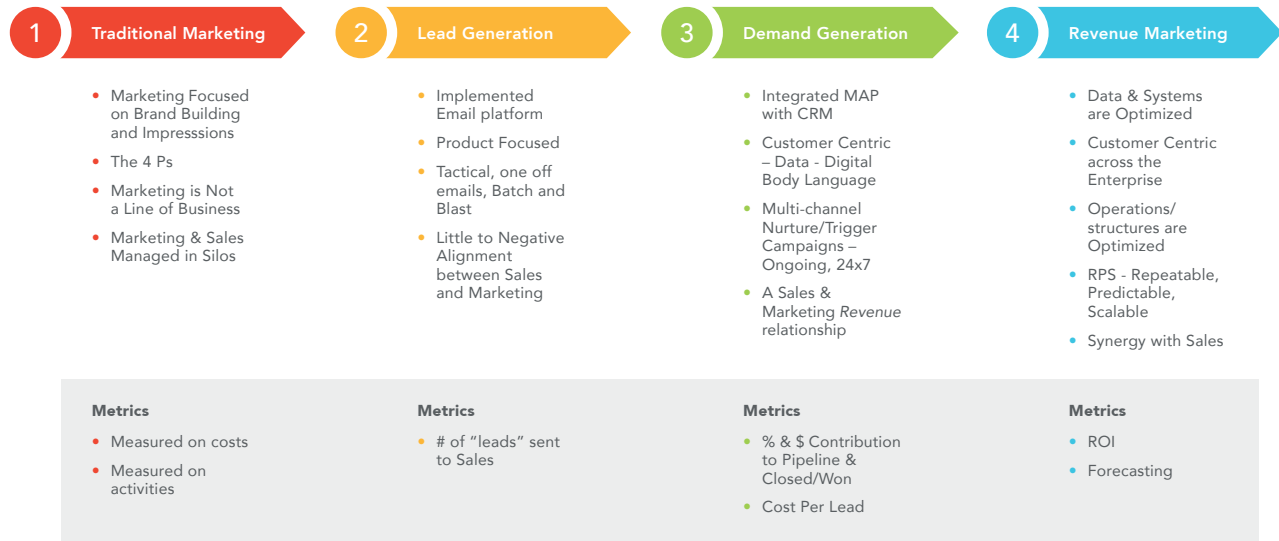 1
Traditional Marketing
• Marketing Focused
on Brand Building
and Impresssions
• The 4 Ps
• Marketing is Not
a Line of Business
• Marketing & Sales
Managed in Silos
Metrics
• Measured on costs
• Measured on
activities
2
Lead Generation
• Implemented
Email platform
• Product Focused
• Tactical, one off
emails, Batch and
Blast
• Little to Negative
Alignment
between Sales
and Marketing
Metrics
• # of “leads” sent
to Sales
3
Demand Generation
• Integrated MAP
with CRM
• Customer Centric
– Data - Digital
Body Language
• Multi-channel
Nurture/Trigger
Campaigns –
Ongoing, 24x7
• A Sales &
Marketing Revenue
relationship
Metrics
• % & $ Contribution
to Pipeline &
Closed/Won
• Cost Per Lead
4
Revenue Marketing
• Data & Systems
are Optimized
• Customer Centric
across the
Enterprise
• Operations/
structures are
Optimized
• RPS - Repeatable,
Predictable,
Scalable
• Synergy with Sales
Metrics
• ROI
• Forecasting